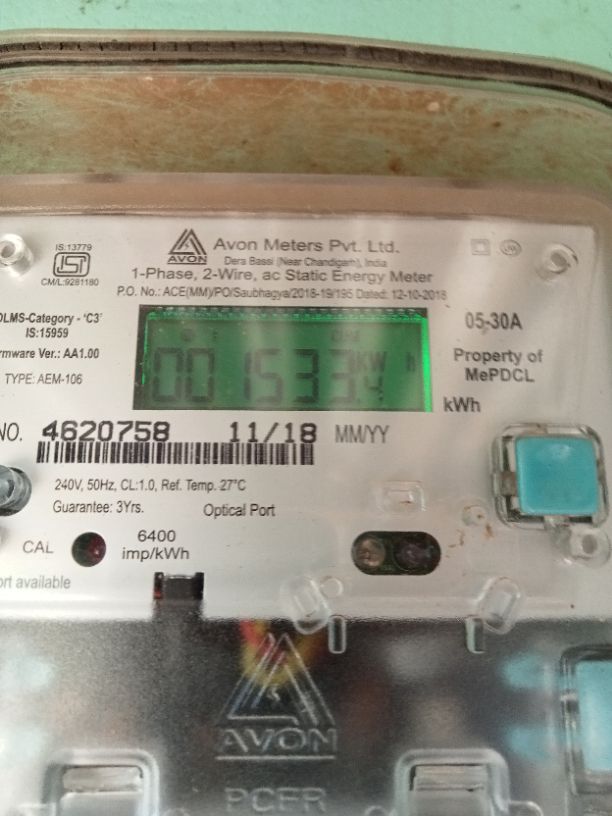 IS:13779
ISI
CM/L:9281180
AVON
Avon Meters Pvt. Ltd.
Dera Bassi (Near Chandigarh), India
1-Phase, 2-Wire, ac Static Energy Meter
P.O. No.: ACE(MM)/PO/Saubhagya/2018-19/195 Dated: 12-10-2018
DLMS-Category - 'C3'
IS:15959
rmware Ver.: AA1.00
TYPE: AEM-106
CUM
001533.4 KW h
kWh
05-30A
Property of
MePDCL
NO. 4620758 11/18 MM/YY
240V, 50Hz, CL:1.0, Ref. Temp. 27°C
Guarantee: 3Yrs.
Optical Port
CAL
6400
imp/kWh
ort available
AVON
PCER